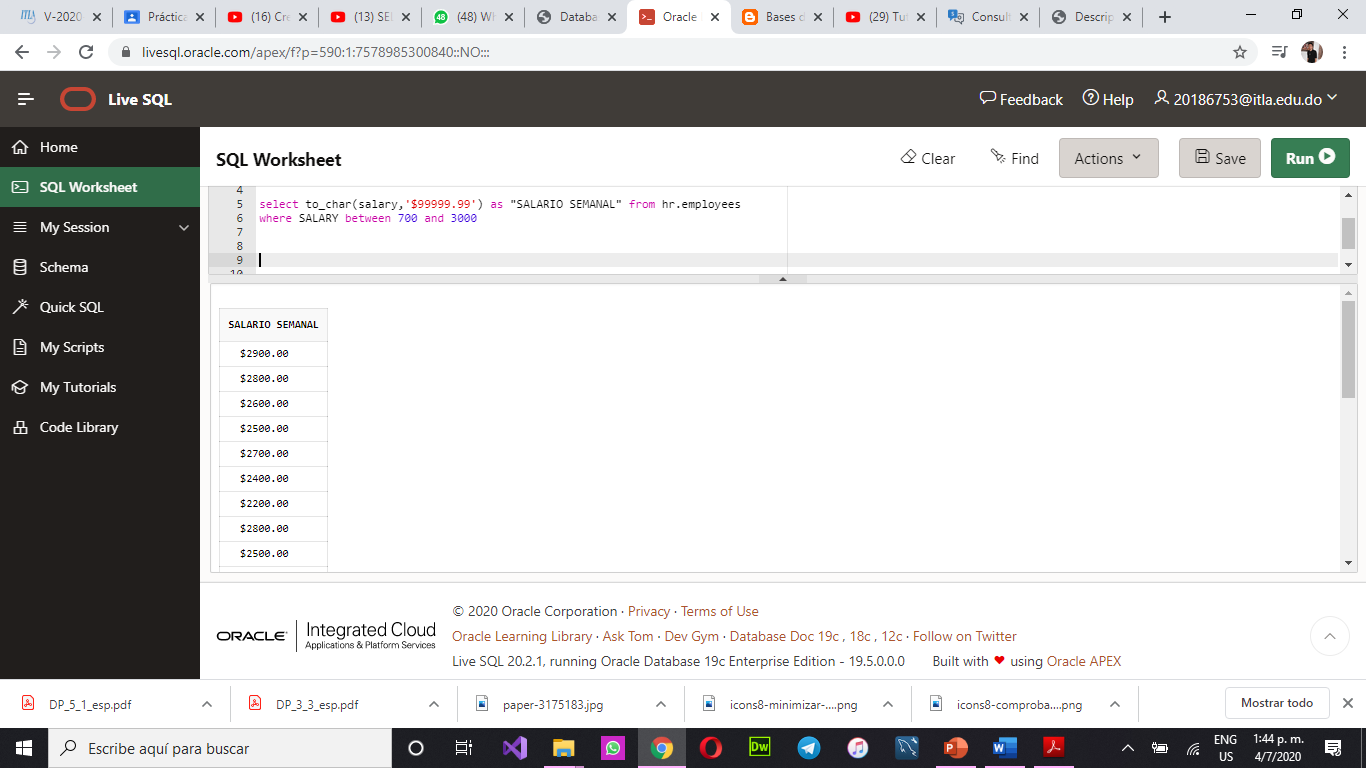 V-2020
Práctica
(16) Cre
(13) SEL
(48) Wh
Databa
Oracle
Bases d
(29) Tut
Consult
Descrip
livesql.oracle.com/apex/f?p=590:1:7578985300840::NO:::
Live SQL
Feedback
Help
20186753@itla.edu.do
Home
SQL Worksheet
My Session
Schema
Quick SQL
My Scripts
My Tutorials
Code Library
SQL Worksheet
Clear
Find
Actions
Save
Run
4
5 select to_char(salary,'$99999.99') as "SALARIO SEMANAL" from hr.employees
6 where SALARY between 700 and 3000
7
8
9
10
SALARIO SEMANAL
$2900.00
$2800.00
$2600.00
$2500.00
$2700.00
$2400.00
$2200.00
$2800.00
$2500.00
ORACLE
Integrated Cloud
Applications & Platform Services
© 2020 Oracle Corporation · Privacy · Terms of Use
Oracle Learning Library · Ask Tom · Dev Gym · Database Doc 19c , 18c , 12c · Follow on Twitter
Live SQL 20.2.1, running Oracle Database 19c Enterprise Edition - 19.5.0.0.0 Built with ♥ using Oracle APEX
DP_5_1_esp.pdf
DP_3_3_esp.pdf
paper-3175183.jpg
icons8-minimizar-....png
icons8-comproba....png
Mostrar todo
Escribe aquí para buscar
Dw
ENG
US
1:44 p. m.
4/7/2020